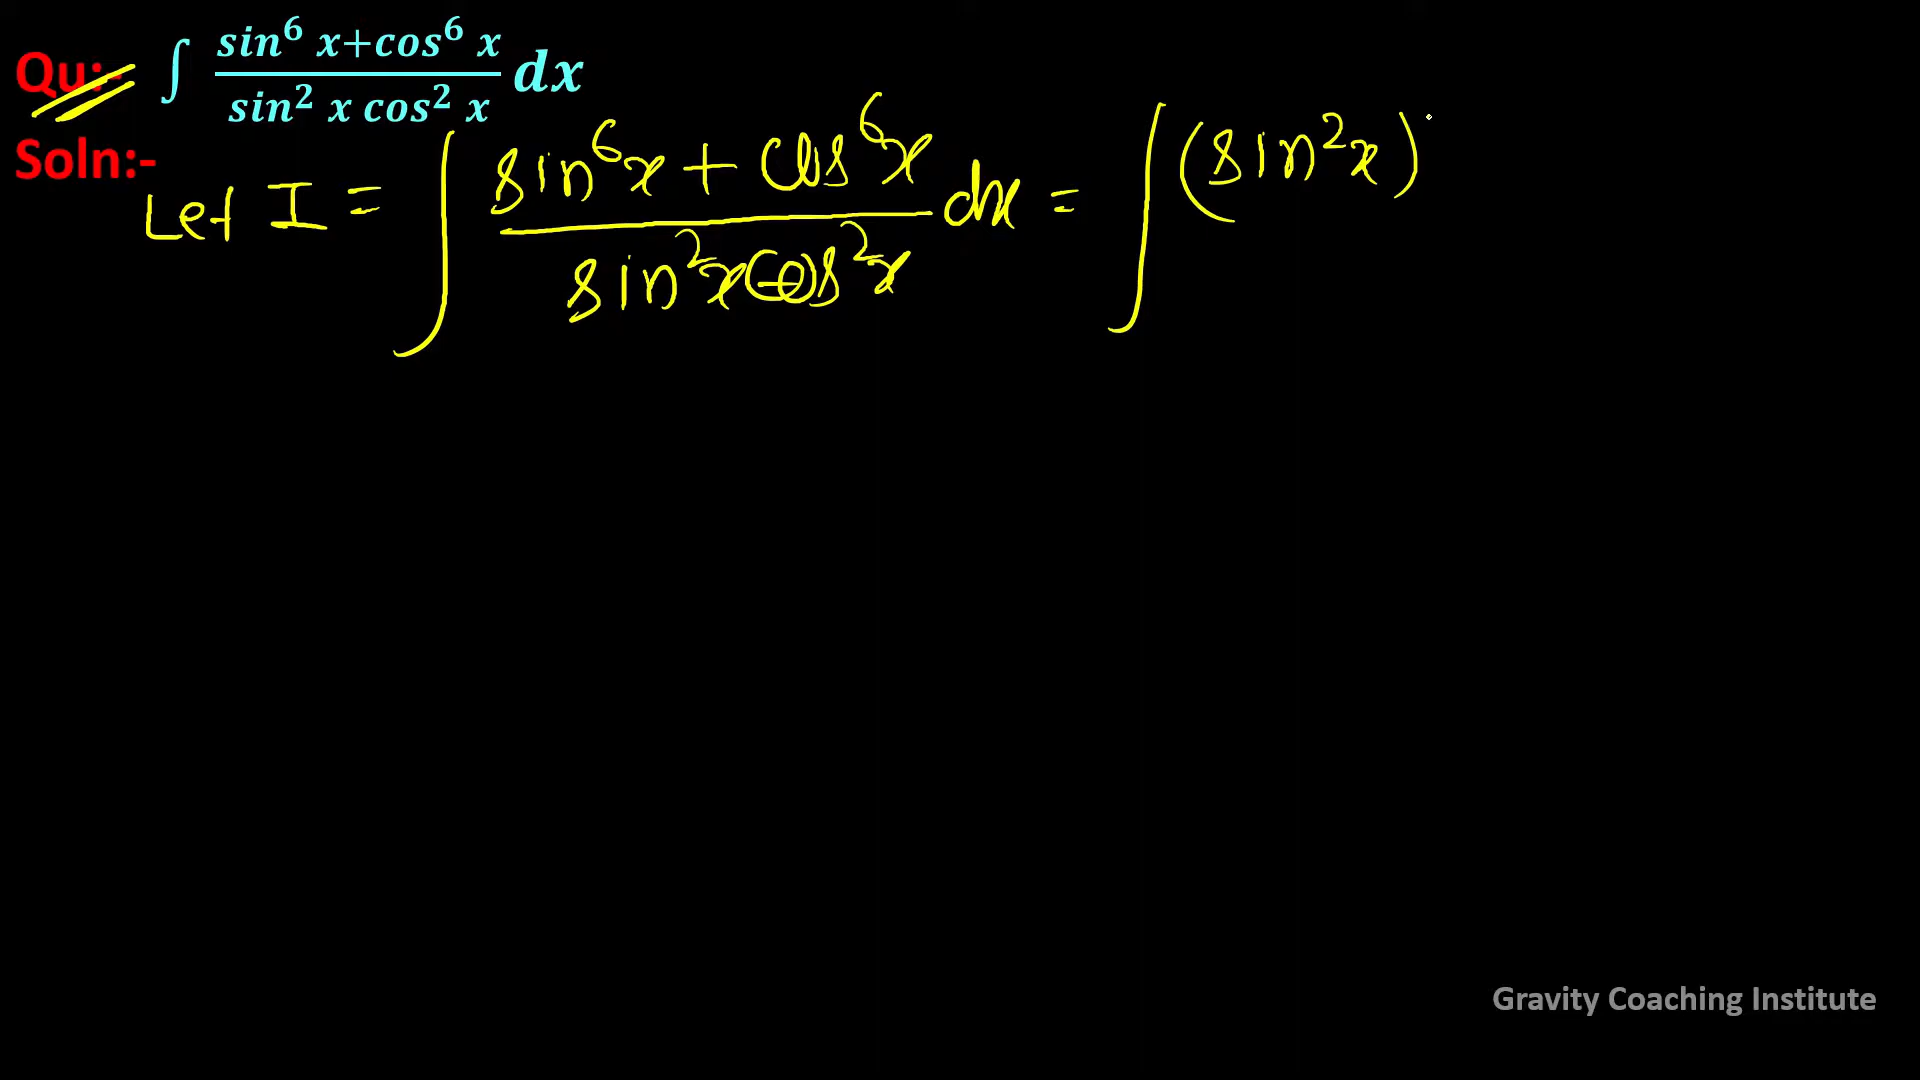 Qu:- ∫ sin⁶ x+cos⁶ x / sin² x cos² x dx
Soln:-
Let I = ∫ sin⁶x + cos⁶x / sin²x cos²x dx = ∫ (sin²x)
Gravity Coaching Institute